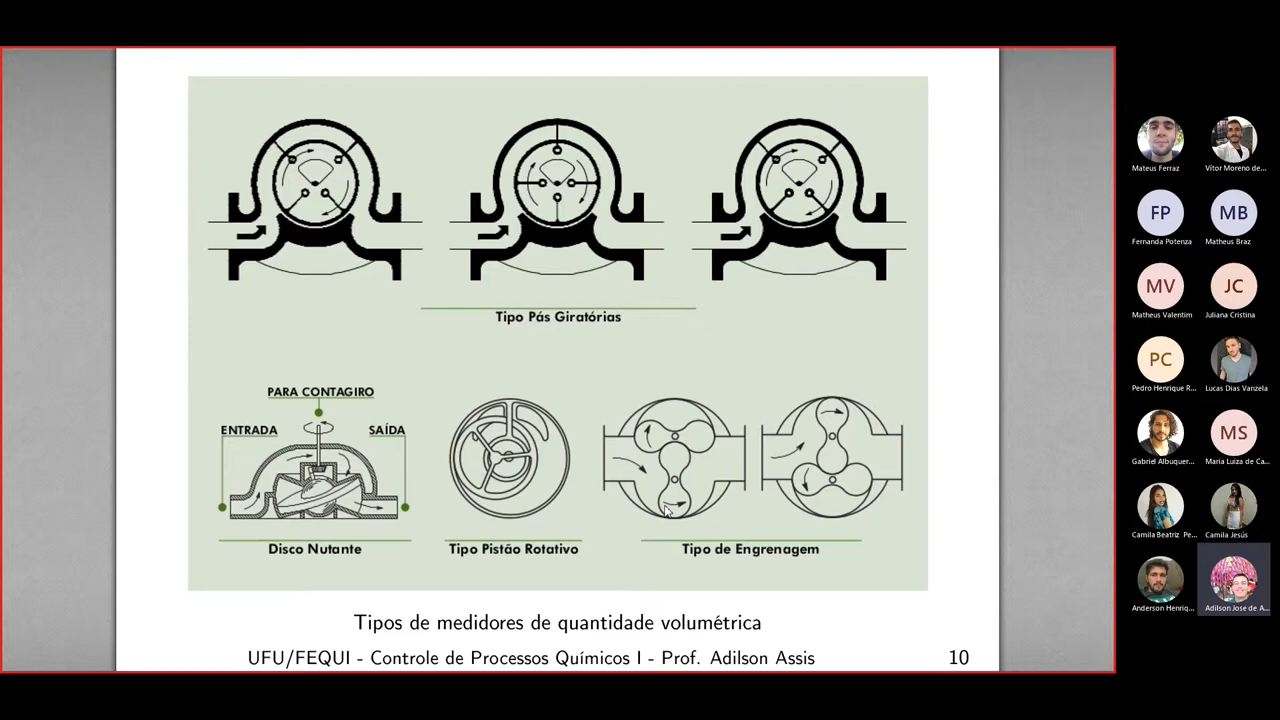 Tipo Pás Giratórias
PARA CONTAGIRO
ENTRADA
SAÍDA
Disco Nutante
Tipo Pistão Rotativo
Tipo de Engrenagem
Tipos de medidores de quantidade volumétrica
UFU/FEQUI - Controle de Processos Químicos I - Prof. Adilson Assis
10
Mateus Ferraz
Vítor Moreno de...
FP
MB
Fernanda Potenza
Matheus Braz
MV
JC
Matheus Valentim
Juliana Cristina
PC
Pedro Henrique R...
Lucas Dias Vanzela
MS
Gabriel Albuquer...
Maria Luiza de Ca...
Camila Beatriz Pe...
Camila Jesús
Anderson Henriq...
Adilson Jose de A...